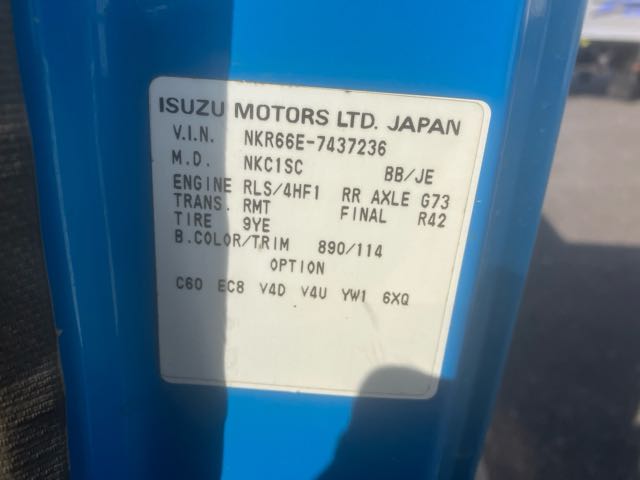 ISUZU MOTORS LTD. JAPAN
V.I.N. NKR66E-7437236
M.D. NKC1SC BB/JE
ENGINE RLS/4HF1 RR AXLE G73
TRANS. RMT FINAL R42
TIRE 9YE
B.COLOR/TRIM 890/114
OPTION
C60 EC8 V4D V4U YW1 6XQ